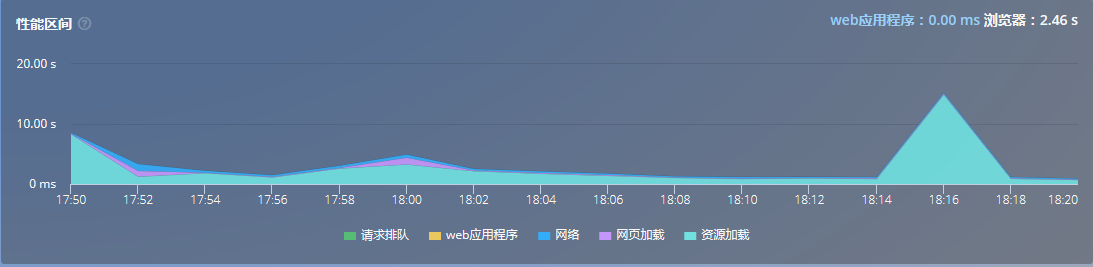 性能区间 ?
web应用程序：0.00 ms 浏览器：2.46 s
20.00 s
10.00 s
0 ms
17:50 17:52 17:54 17:56 17:58 18:00 18:02 18:04 18:06 18:08 18:10 18:12 18:14 18:16 18:18 18:20
请求排队 web应用程序 网络 网页加载 资源加载